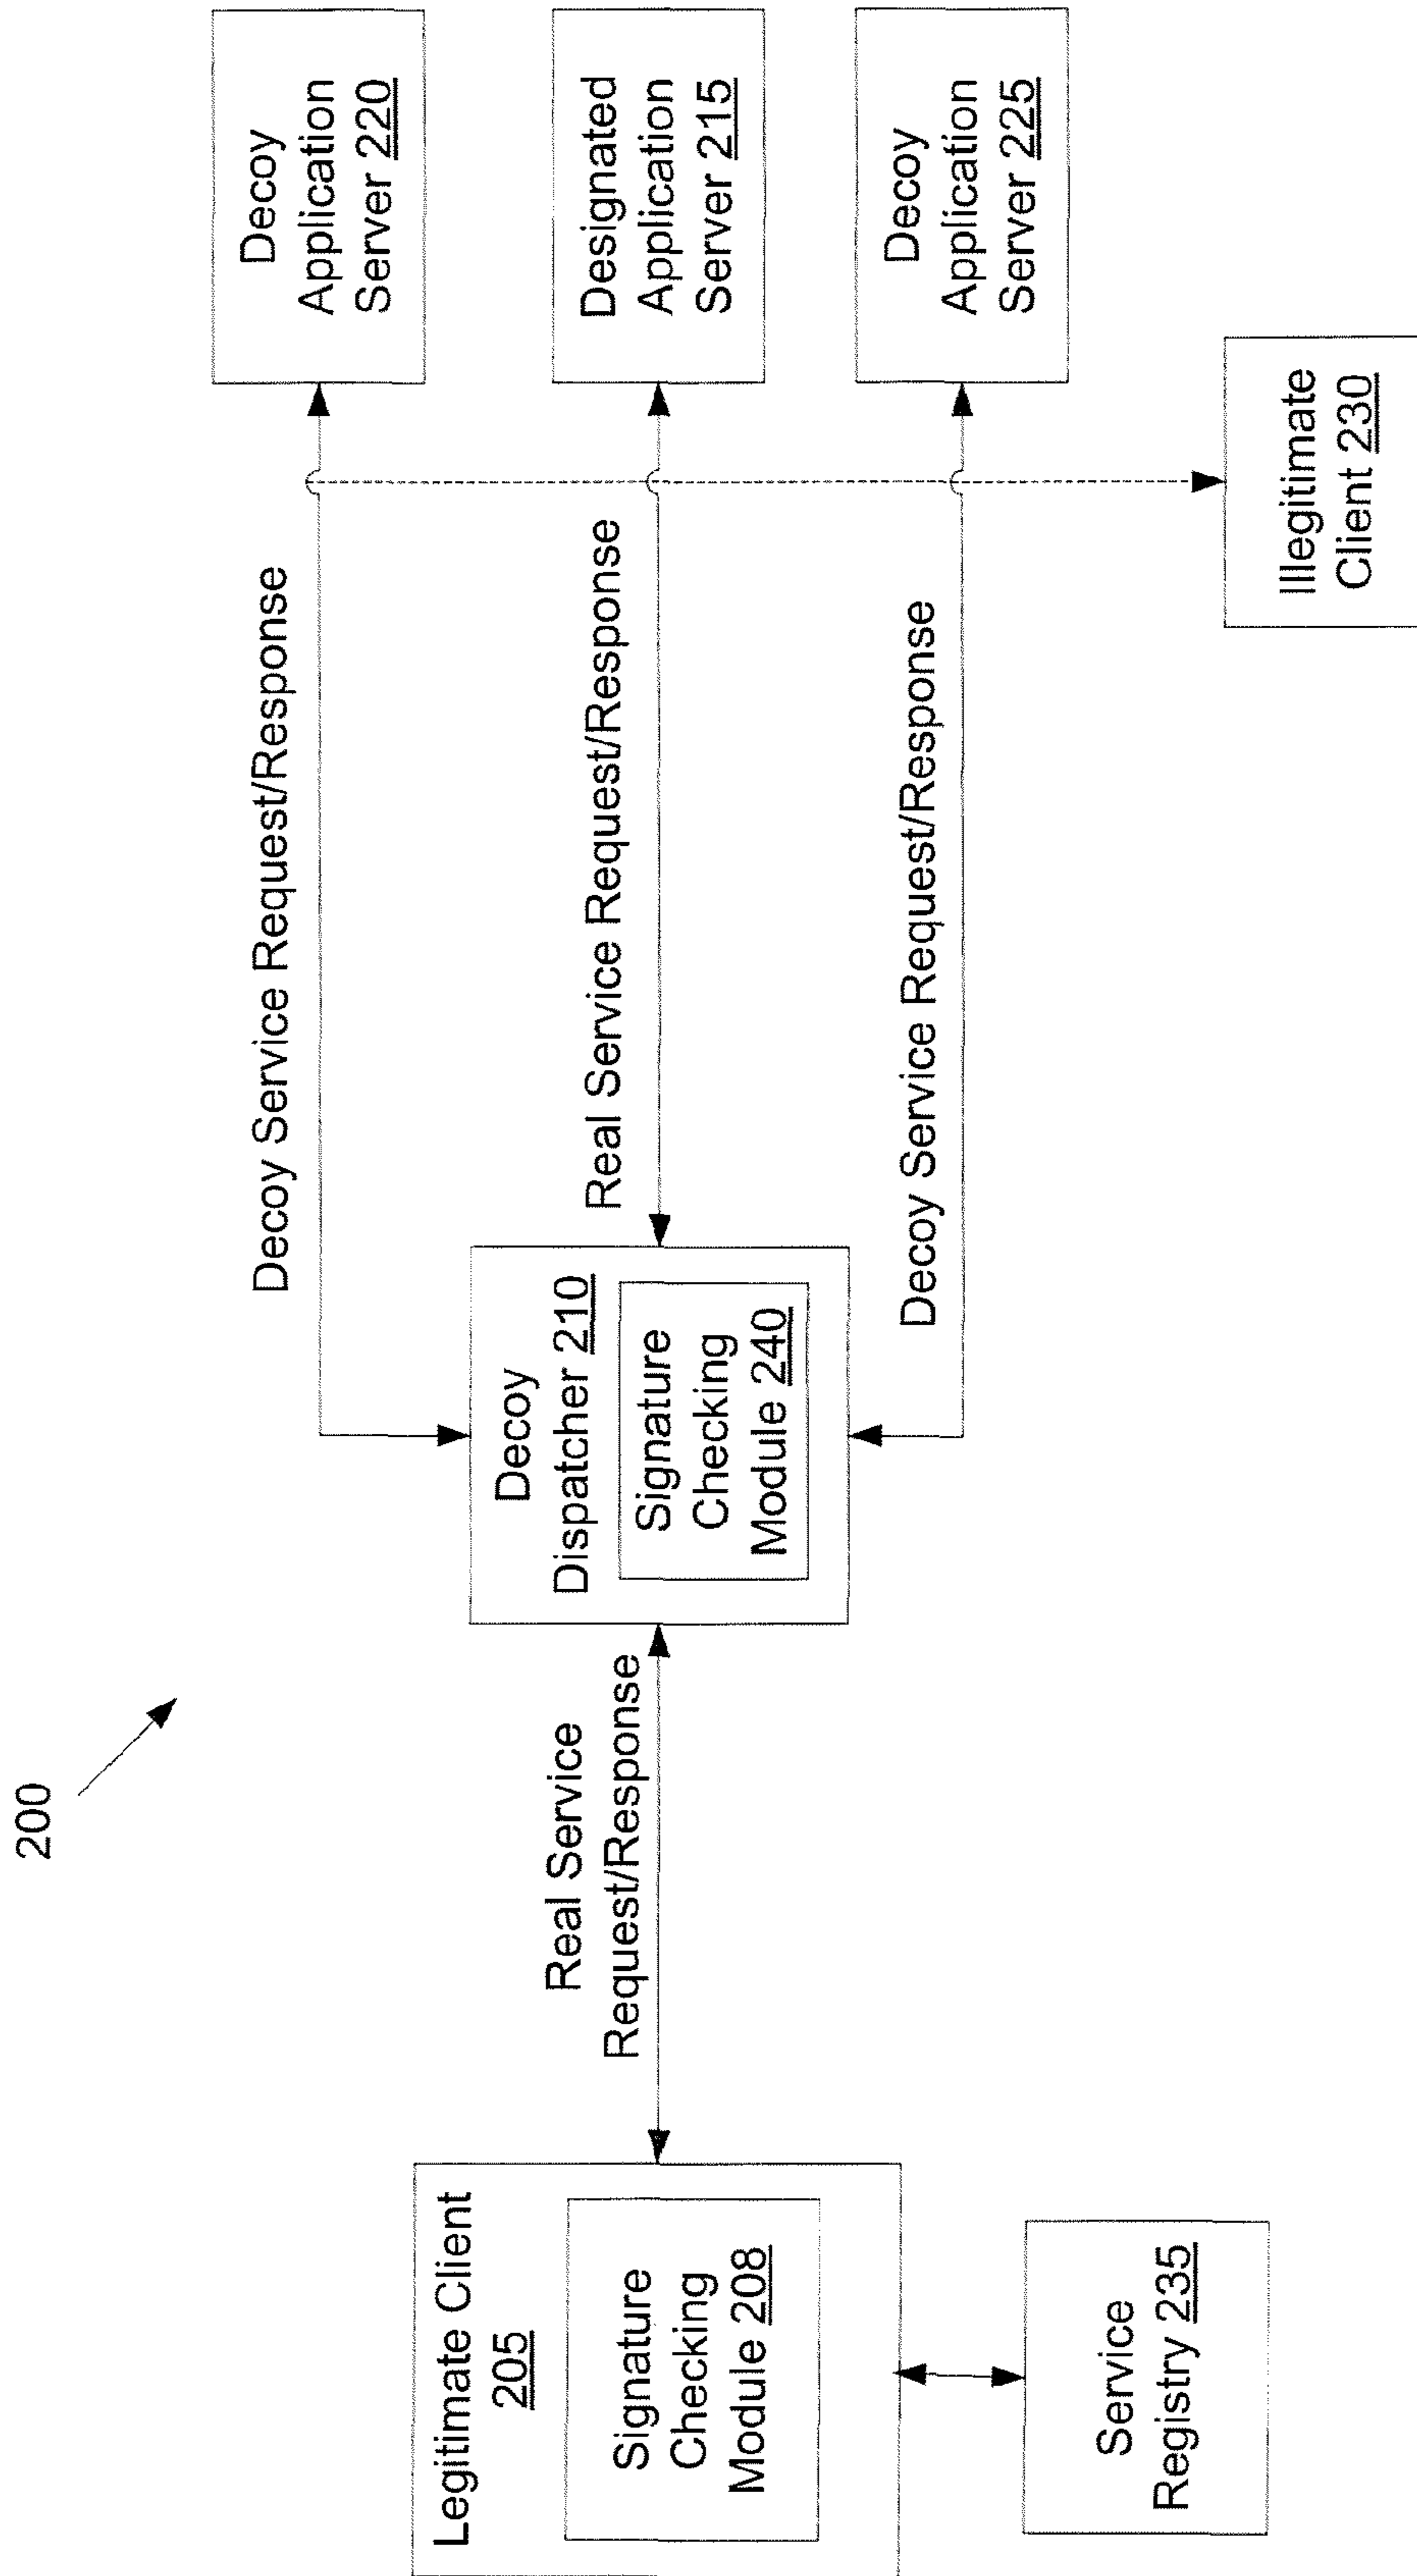 200
Legitimate Client
205
Signature
Checking
Module 208
Service
Registry 235
Real Service
Request/Response
Decoy
Dispatcher 210
Signature
Checking
Module 240
Decoy Service Request/Response
Real Service Request/Response
Decoy Service Request/Response
Decoy
Application
Server 220
Designated
Application
Server 215
Decoy
Application
Server 225
Illegitimate
Client 230